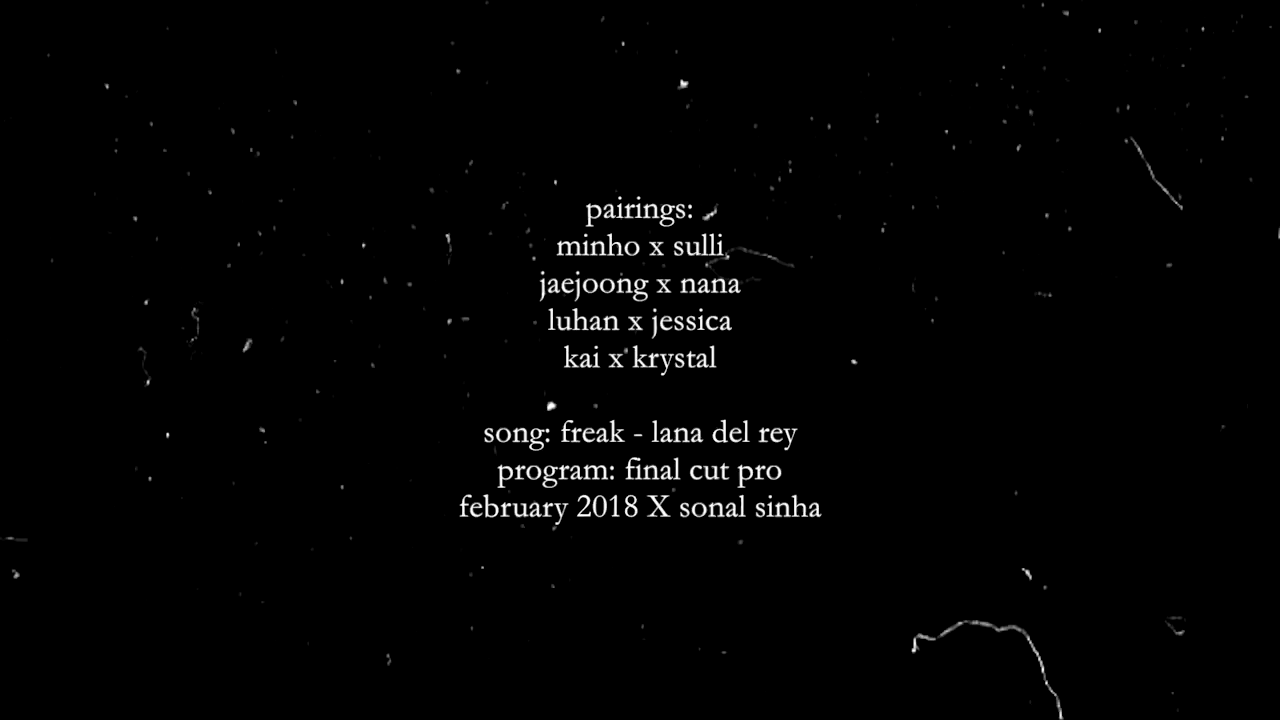 pairings:
minho x sulli
jaejoong x nana
luhan x jessica
kai x krystal
song: freak - lana del rey
program: final cut pro
february 2018 X sonal sinha